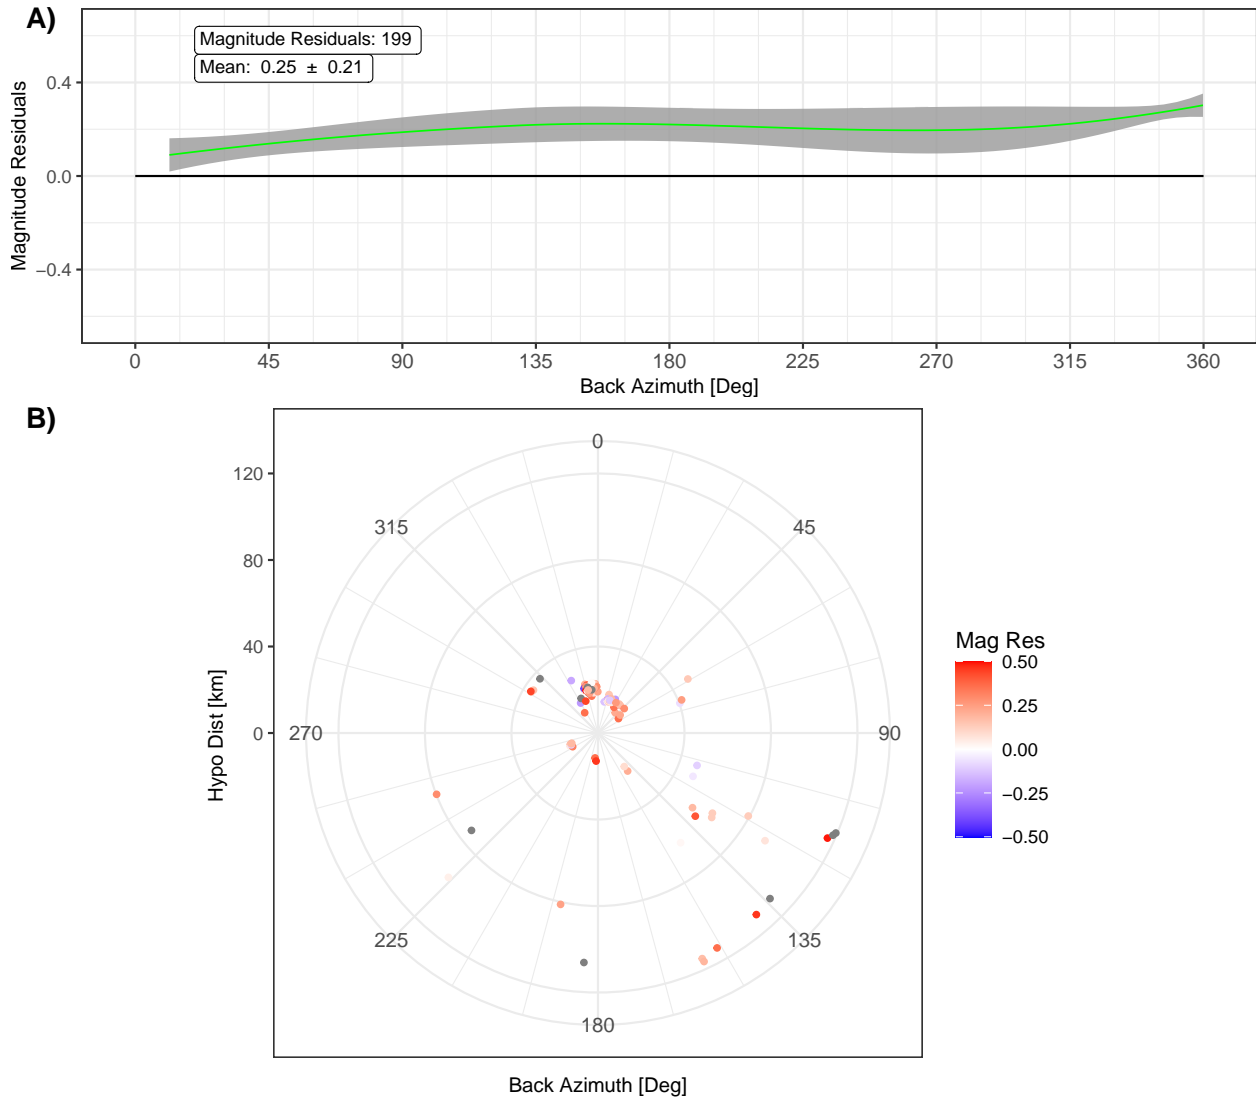 A)
Magnitude Residuals: 199
Mean:  0.25  ±  0.21
Magnitude Residuals
0.4
0.0
−0.4
0 45 90 135 180 225 270 315 360
Back Azimuth [Deg]
B)
Hypo Dist [km]
120
80
40
0
0
45
90
135
180
225
270
315
Back Azimuth [Deg]
Mag Res
0.50
0.25
0.00
−0.25
−0.50